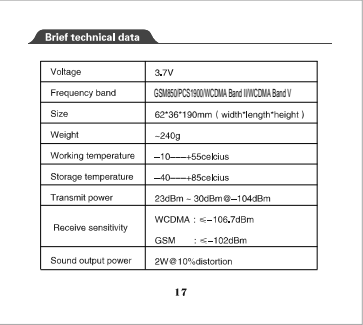 Brief technical data
Voltage 3.7V
Frequency band GSM850/PCS1900/WCDMA Band II/WCDMA Band V
Size 62*36*190mm ( width*length*height )
Weight ~240g
Working temperature –10–––+55celcius
Storage temperature –40–––+85celcius
Transmit power 23dBm ~ 30dBm@–104dBm
Receive sensitivity
WCDMA : ≤–106.7dBm
GSM : ≤–102dBm
Sound output power 2W@10%distortion
17